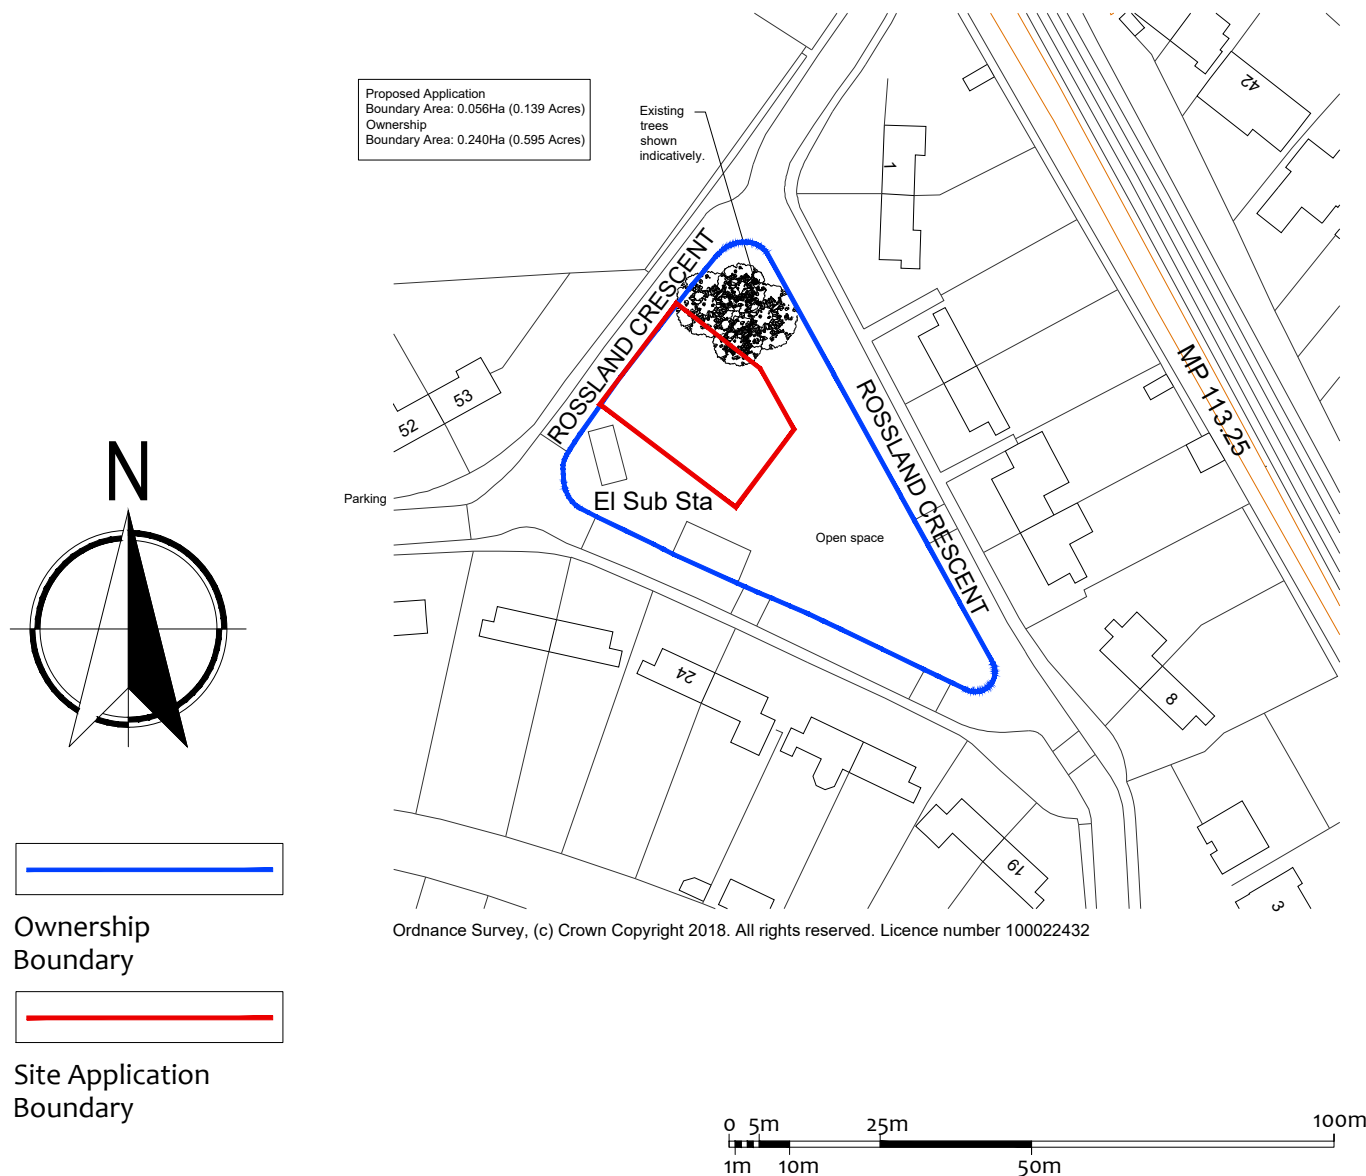 Proposed Application
Boundary Area: 0.056Ha (0.139 Acres)
Ownership
Boundary Area: 0.240Ha (0.595 Acres)
Existing
trees
shown
indicatively.
42
1
ROSSLAND CRESCENT
ROSSLAND CRESCENT
MP 113.25
53
52
N
Parking
El Sub Sta
Open space
24
8
19
3
Ordnance Survey, (c) Crown Copyright 2018. All rights reserved. Licence number 100022432
Ownership
Boundary
Site Application
Boundary
0 5m 25m 100m
1m 10m 50m